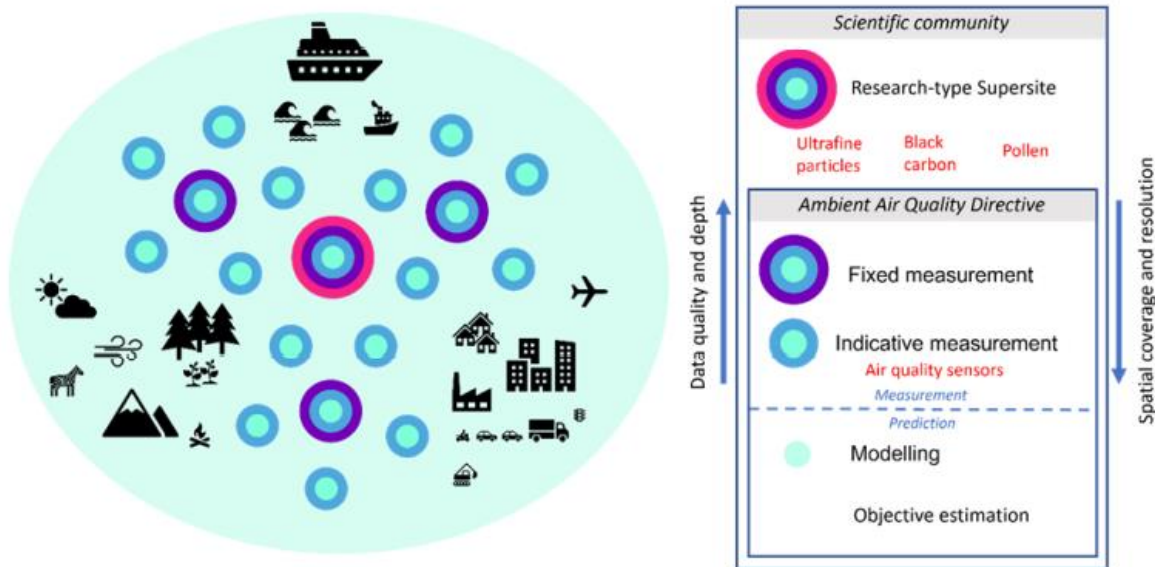 Scientific community
Research-type Supersite
Ultrafine
particles
Black
carbon
Pollen
Ambient Air Quality Directive
Fixed measurement
Indicative measurement
Air quality sensors
Measurement
Prediction
Modelling
Objective estimation
Data quality and depth
Spatial coverage and resolution